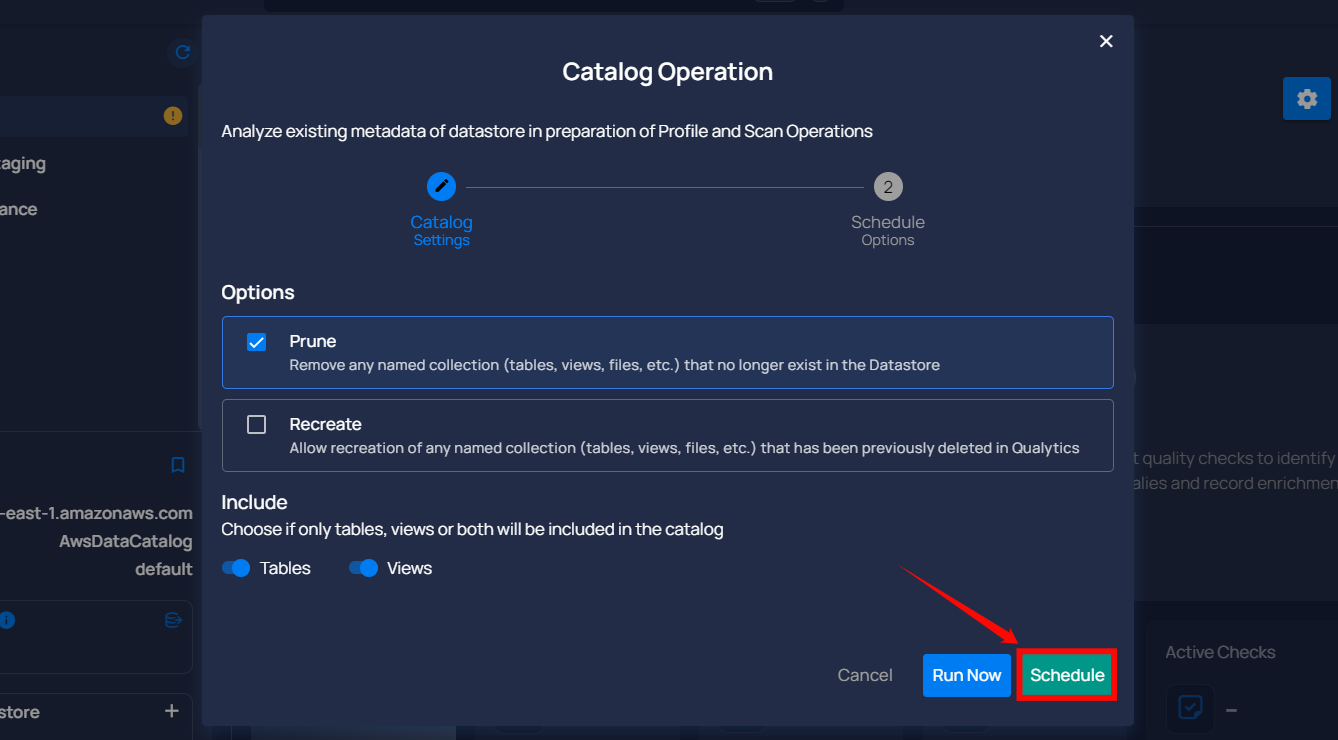 Catalog Operation
Analyze existing metadata of datastore in preparation of Profile and Scan Operations
2
Catalog
Settings
Schedule
Options
Options
Prune
Remove any named collection (tables, views, files, etc.) that no longer exist in the Datastore
Recreate
Allow recreation of any named collection (tables, views, files, etc.) that has been previously deleted in Qualytics
Include
Choose if only tables, views or both will be included in the catalog
Tables
Views
Cancel
Run Now
Schedule
aging
ance
-east-1.amazonaws.com
AwsDataCatalog
default
store
t quality checks to identify
alies and record enrichmen
Active Checks
–